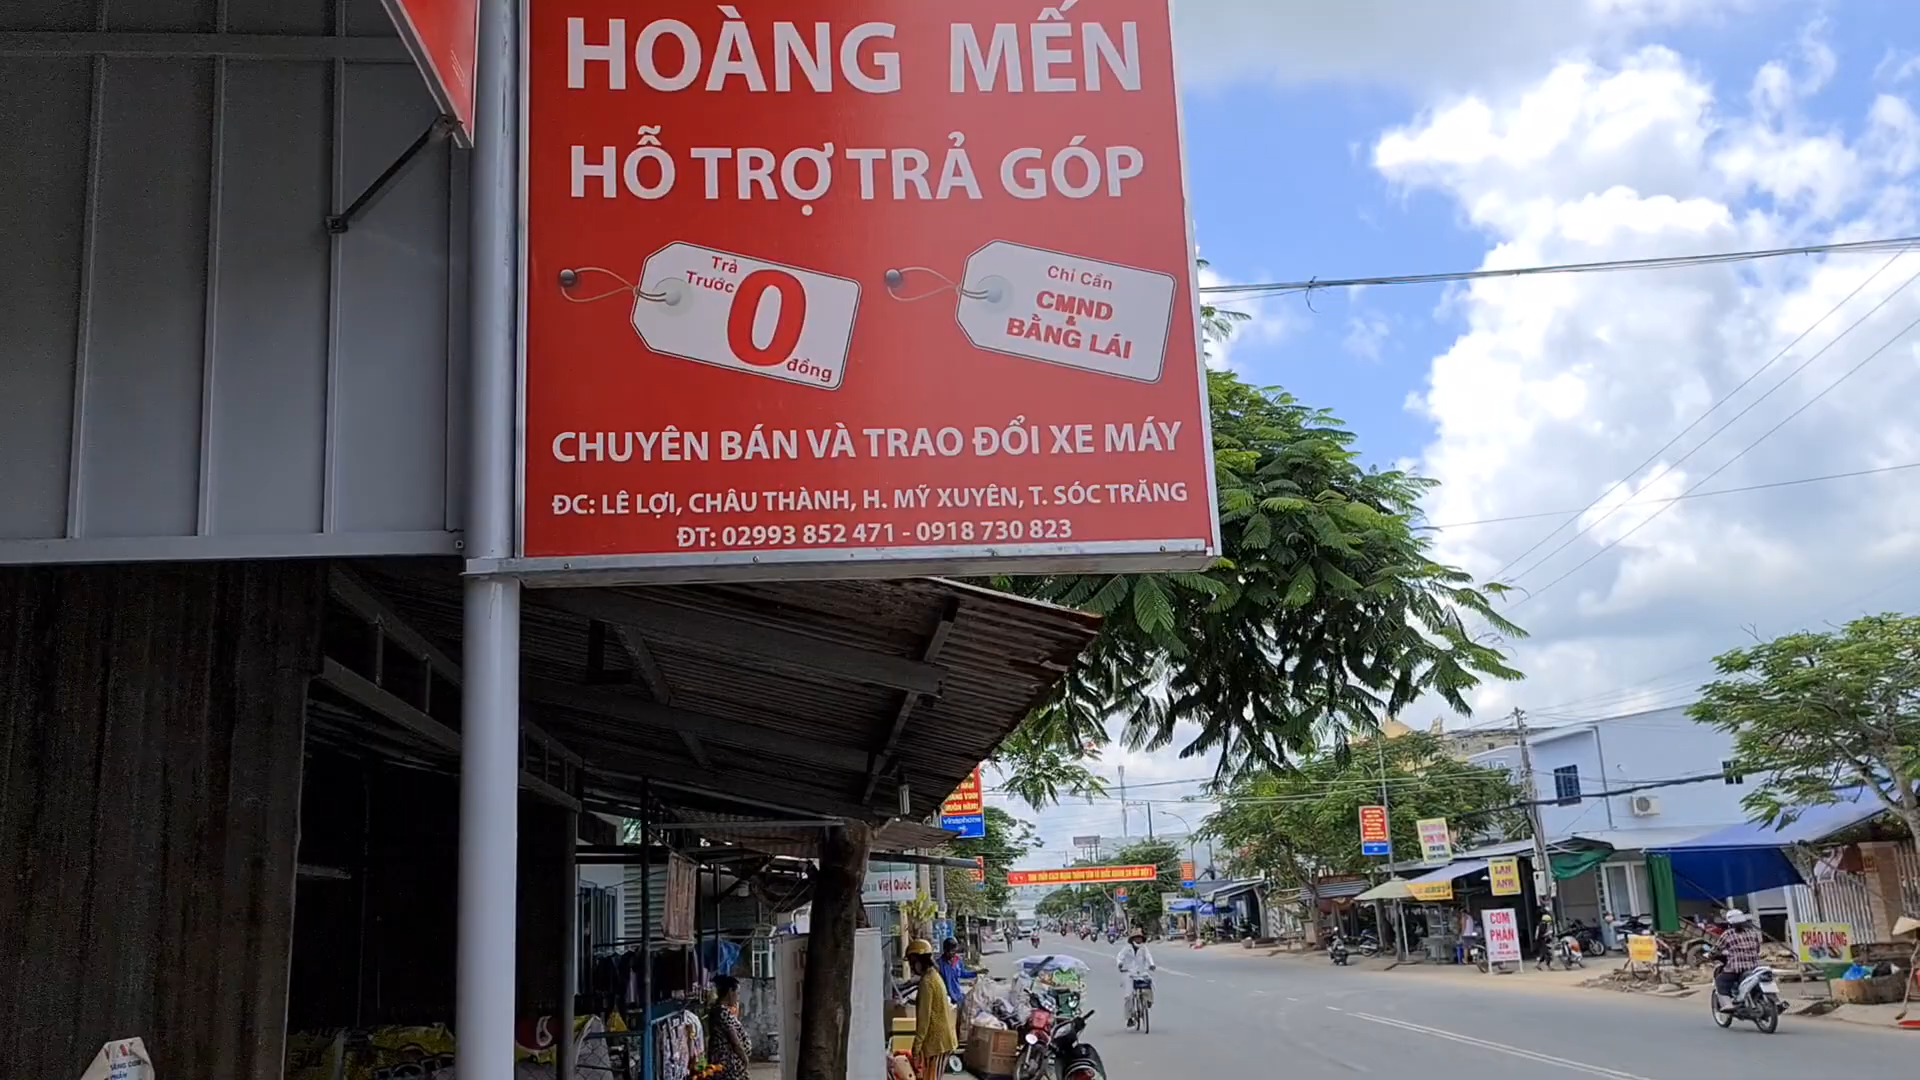 HOÀNG MẾN
HỖ TRỢ TRẢ GÓP
Trả
Trước
0
đồng
Chỉ Cần
CMND
&
BẰNG LÁI
CHUYÊN BÁN VÀ TRAO ĐỔI XE MÁY
ĐC: LÊ LỢI, CHÂU THÀNH, H. MỸ XUYÊN, T. SÓC TRĂNG
ĐT: 02993 852 471 - 0918 730 823
vinaphone
Việt Quốc
LAN
ANH
CƠM
PHẦN
CHÁO LÒNG